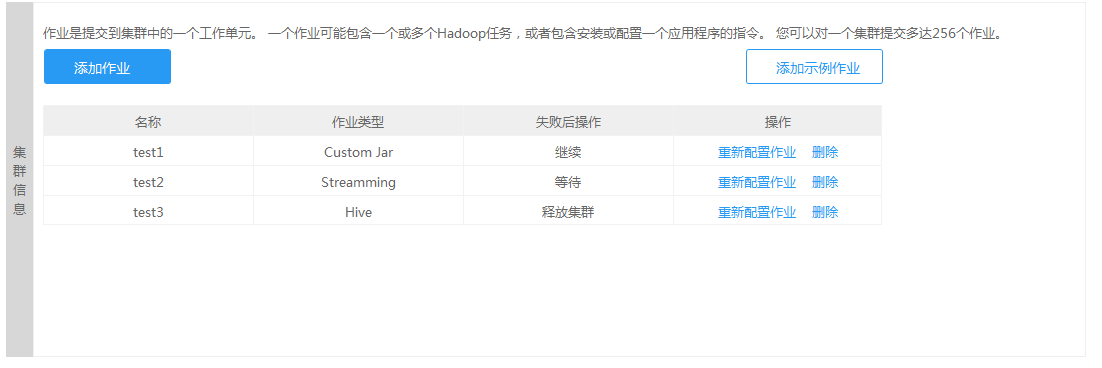 作业是提交到集群中的一个工作单元。 一个作业可能包含一个或多个Hadoop任务，或者包含安装或配置一个应用程序的指令。 您可以对一个集群提交多达256个作业。
添加作业 添加示例作业
名称 作业类型 失败后操作 操作
test1 Custom Jar 继续 重新配置作业 删除
test2 Streamming 等待 重新配置作业 删除
test3 Hive 释放集群 重新配置作业 删除
集群信息